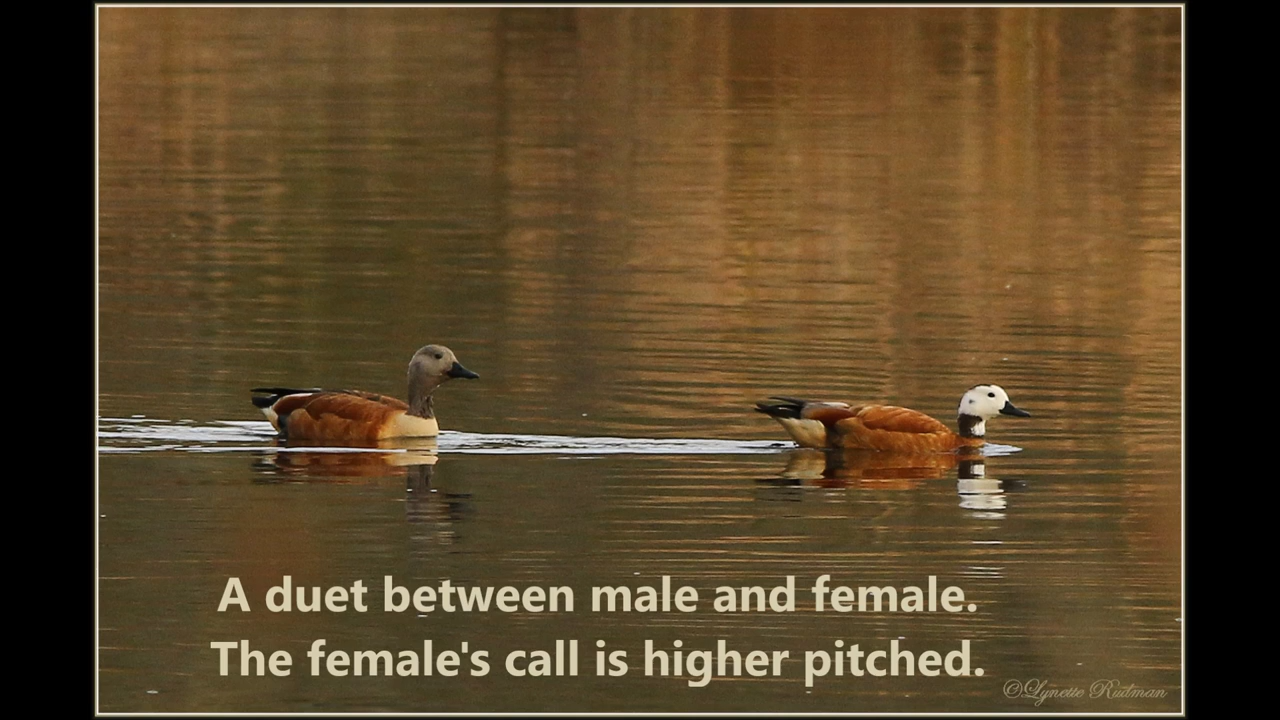 A duet between male and female.
The female's call is higher pitched.
©Lynette Rudman